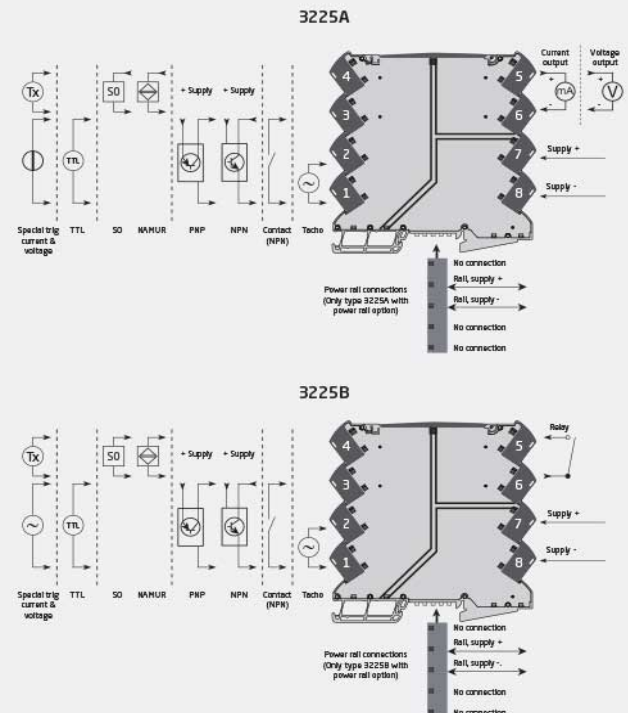 3225A
Current output
Voltage output
Tx
S0
+ Supply
+ Supply
TTL
4
3
2
1
5
6
7
8
+
mA
-
+
V
-
Supply +
Supply -
Special trig current & voltage
TTL
S0
NAMUR
PNP
NPN
Contact (NPN)
Tacho
Power rail connections
(Only type 3225A with
power rail option)
No connection
Rail, supply +
Rail, supply -
No connection
No connection
3225B
Tx
S0
+ Supply
+ Supply
TTL
4
3
2
1
5
6
7
8
Relay
Supply +
Supply -
Special trig current & voltage
TTL
S0
NAMUR
PNP
NPN
Contact (NPN)
Tacho
Power rail connections
(Only type 3225B with
power rail option)
No connection
Rail, supply +
Rail, supply -.
No connection
No connection